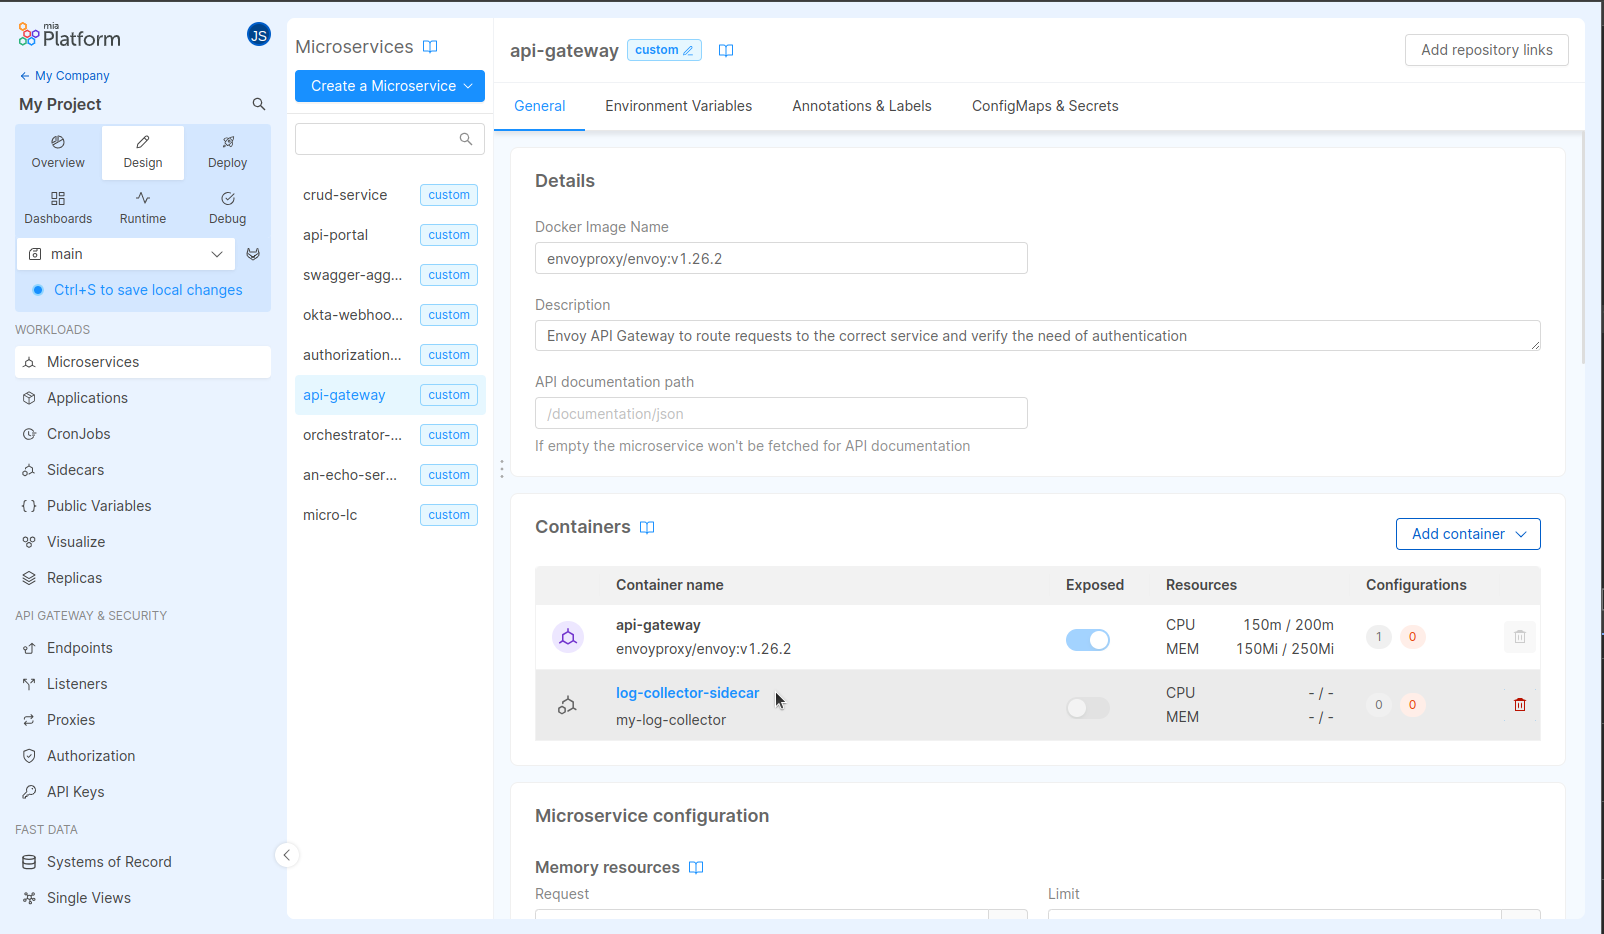 mia
Platform
JS
My Company
My Project
Overview
Design
Deploy
Dashboards
Runtime
Debug
main
Ctrl+S to save local changes
WORKLOADS
Microservices
Applications
CronJobs
Sidecars
Public Variables
Visualize
Replicas
API GATEWAY & SECURITY
Endpoints
Listeners
Proxies
Authorization
API Keys
FAST DATA
Systems of Record
Single Views
Microservices
Create a Microservice
crud-service custom
api-portal custom
swagger-agg... custom
okta-webhoo... custom
authorization... custom
api-gateway custom
orchestrator-... custom
an-echo-ser... custom
micro-lc custom
api-gateway custom
Add repository links
General Environment Variables Annotations & Labels ConfigMaps & Secrets
Details
Docker Image Name
envoyproxy/envoy:v1.26.2
Description
Envoy API Gateway to route requests to the correct service and verify the need of authentication
API documentation path
/documentation/json
If empty the microservice won't be fetched for API documentation
Containers
Add container
Container name Exposed Resources Configurations
api-gateway CPU 150m / 200m 1 0
envoyproxy/envoy:v1.26.2 MEM 150Mi / 250Mi
log-collector-sidecar CPU - / - 0 0
my-log-collector MEM - / -
Microservice configuration
Memory resources
Request Limit